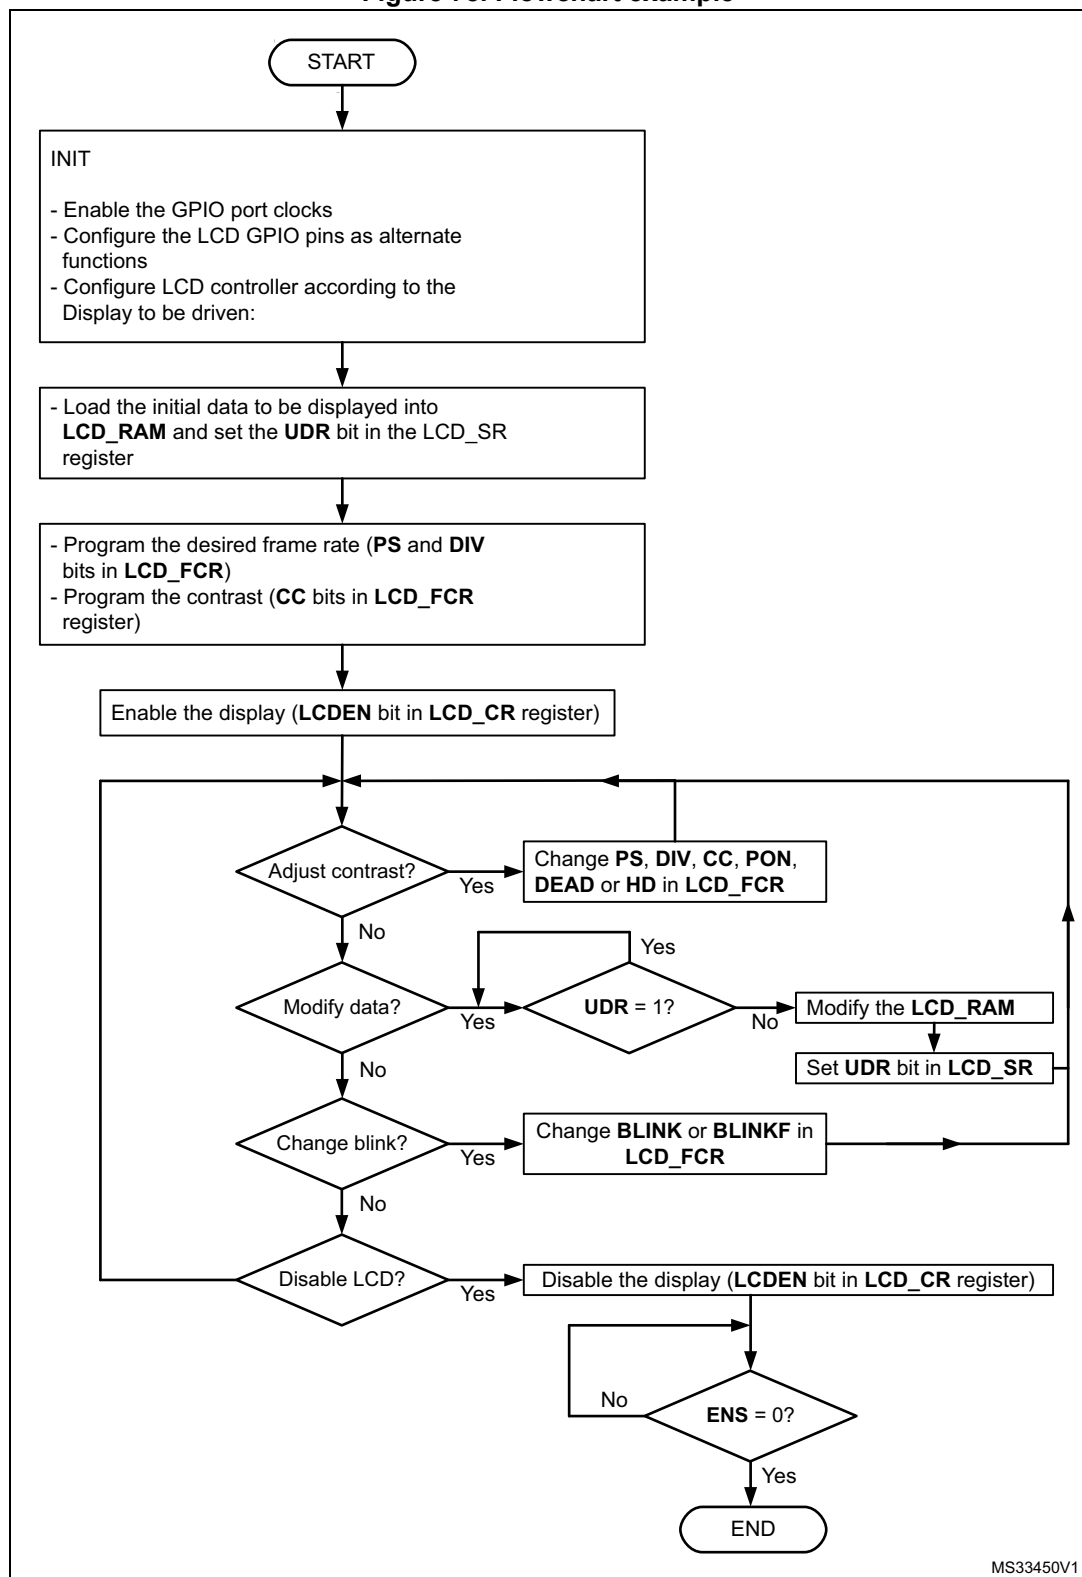 START
INIT
- Enable the GPIO port clocks
- Configure the LCD GPIO pins as alternate
functions
- Configure LCD controller according to the
Display to be driven:
- Load the initial data to be displayed into
LCD_RAM and set the UDR bit in the LCD_SR
register
- Program the desired frame rate (PS and DIV
bits in LCD_FCR)
- Program the contrast (CC bits in LCD_FCR
register)
Enable the display (LCDEN bit in LCD_CR register)
Adjust contrast?
Yes
Change PS, DIV, CC, PON,
DEAD or HD in LCD_FCR
No
Modify data?
Yes
Yes
UDR = 1?
No
Modify the LCD_RAM
Set UDR bit in LCD_SR
No
Change blink?
Yes
Change BLINK or BLINKF in
LCD_FCR
No
Disable LCD?
Yes
Disable the display (LCDEN bit in LCD_CR register)
No
ENS = 0?
Yes
END
MS33450V1